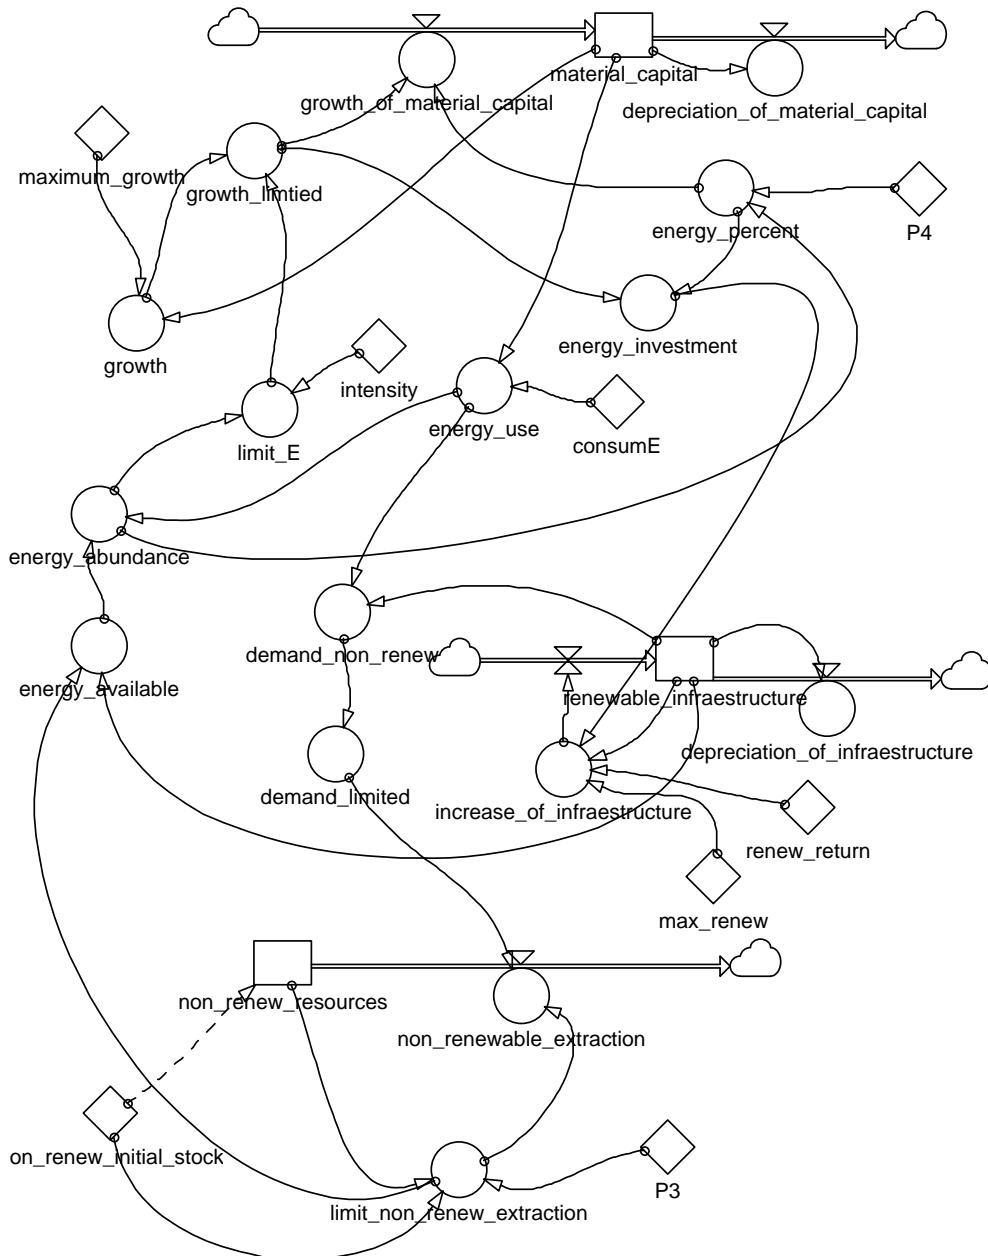 material_capital
growth_of_material_capital
depreciation_of_material_capital
maximum_growth
growth_limtied
energy_percent
P4
energy_investment
growth
intensity
energy_use
consumE
limit_E
energy_abundance
demand_non_renew
energy_available
renewable_infraestructure
depreciation_of_infraestructure
demand_limited
increase_of_infraestructure
renew_return
max_renew
non_renew_resources
non_renewable_extraction
on_renew_initial_stock
P3
limit_non_renew_extraction